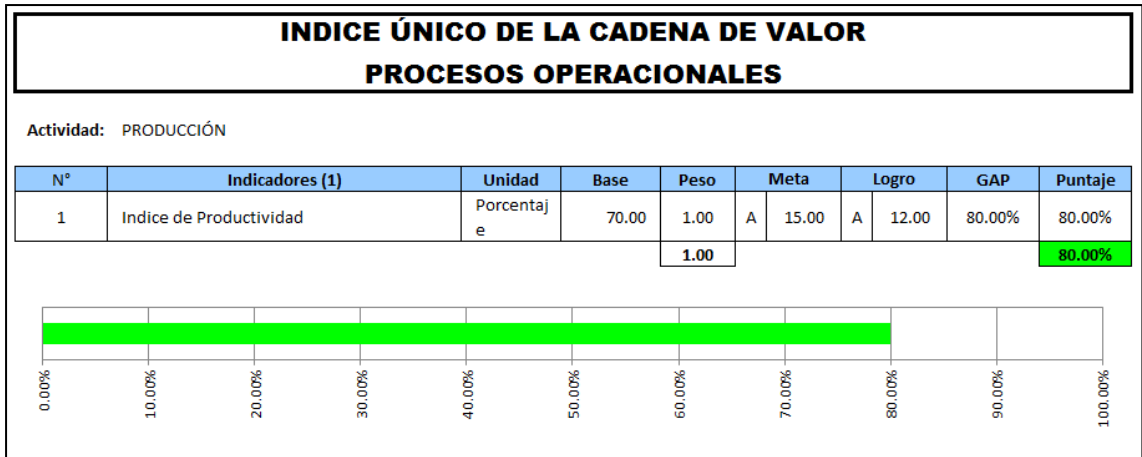 INDICE ÚNICO DE LA CADENA DE VALOR
PROCESOS OPERACIONALES
Actividad: PRODUCCIÓN
N° Indicadores (1) Unidad Base Peso Meta Logro GAP Puntaje
1 Indice de Productividad Porcentaj
e 70.00 1.00 A 15.00 A 12.00 80.00% 80.00%
1.00 80.00%
0.00% 10.00% 20.00% 30.00% 40.00% 50.00% 60.00% 70.00% 80.00% 90.00% 100.00%